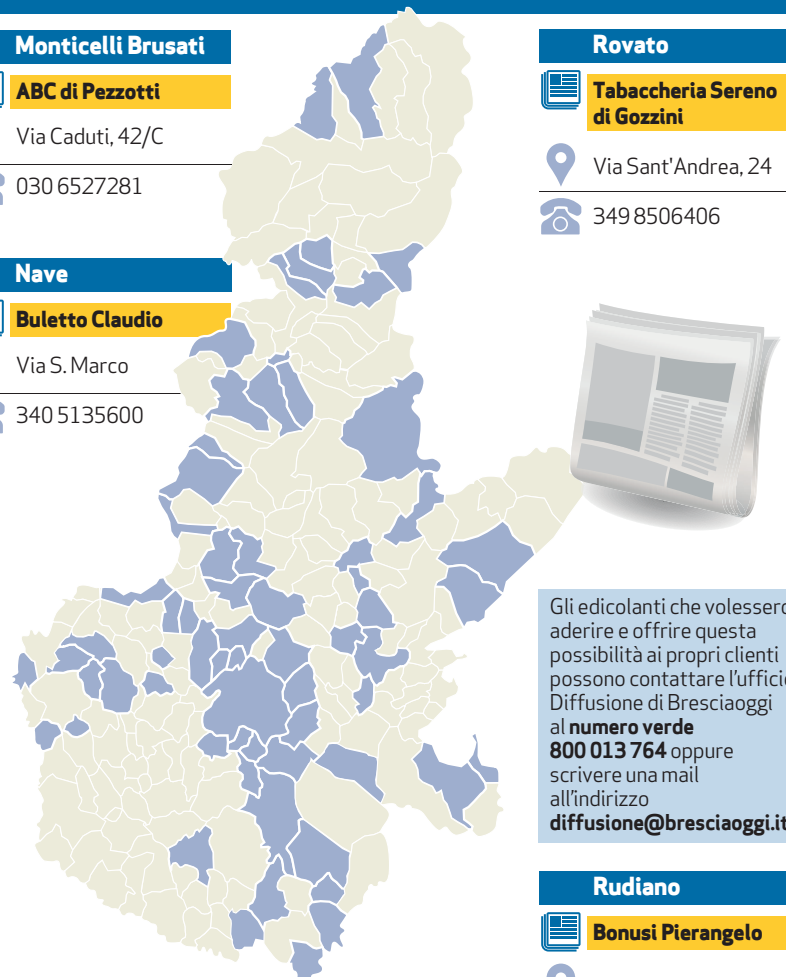 Monticelli Brusati
ABC di Pezzotti
Via Caduti, 42/C
030 6527281
Nave
Buletto Claudio
Via S. Marco
340 5135600
Rovato
Tabaccheria Sereno
di Gozzini
Via Sant'Andrea, 24
349 8506406
Gli edicolanti che volessero
aderire e offrire questa
possibilità ai propri clienti
possono contattare l'ufficio
Diffusione di Bresciaoggi
al numero verde
800 013 764 oppure
scrivere una mail
all'indirizzo
diffusione@bresciaoggi.it
Rudiano
Bonusi Pierangelo